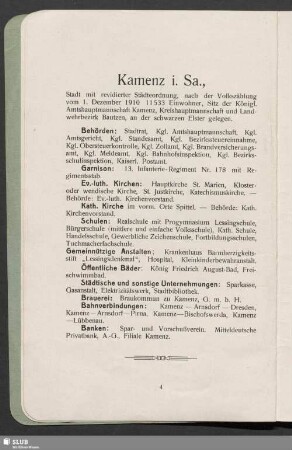 Kamenz i. Sa.,
Stadt mit revidierter Städteordnung, nach der Volkszählung
vom 1. Dezember 1910 11533 Einwohner, Sitz der Königl.
Amtshauptmannschaft Kamenz, Kreishauptmannschaft und Land-
wehrbezirk Bautzen, an der schwarzen Elster gelegen.
Behörden: Stadtrat, Kgl. Amtshauptmannschaft, Kgl.
Amtsgericht, Kgl. Standesamt, Kgl. Bezirkssteuereinnahme,
Kgl. Obersteuerkontrolle, Kgl. Zollamt, Kgl. Brandversicherungs-
amt, Kgl. Meldeamt, Kgl. Bahnhofsinspektion, Kgl. Bezirks-
schulinspektion, Kaiserl. Postamt.
Garnison: 13. Infanterie-Regiment Nr. 178 mit Re-
gimentsstab.
Ev.-luth. Kirchen: Hauptkirche St. Marien, Kloster-
oder wendische Kirche, St. Justkirche, Katechismuskirche. —
Behörde: Ev.-luth. Kirchenvorstand.
Kath. Kirche im vorm. Orte Spittel. — Behörde: Kath.
Kirchenvorstand.
Schulen: Realschule mit Progymnasium Lessingschule,
Bürgerschule (mittlere und einfache Volksschule), Kath. Schule,
Handelsschule, Gewerbliche Zeichenschule, Fortbildungsschulen,
Tuchmacherfachschule.
Gemeinnützige Anstalten: Krankenhaus Barmherzigkeits-
stift „Lessingdenkmal“, Hospital, Kleinkinderbewahranstalt.
Öffentliche Bäder: König Friedrich August-Bad, Frei-
schwimmbad.
Städtische und sonstige Unternehmungen: Sparkasse,
Gasanstalt, Elektrizitätswerk, Stadtbibliothek.
Brauerei: Braukommun zu Kamenz, G. m. b. H.
Bahnverbindungen: Kamenz—Arnsdorf—Dresden,
Kamenz—Arnsdorf—Pirna, Kamenz—Bischofswerda, Kamenz
—Lübbenau.
Banken: Spar- und Vorschußverein. Mitteldeutsche
Privatbank, A.-G., Filiale Kamenz.
4
SLUB